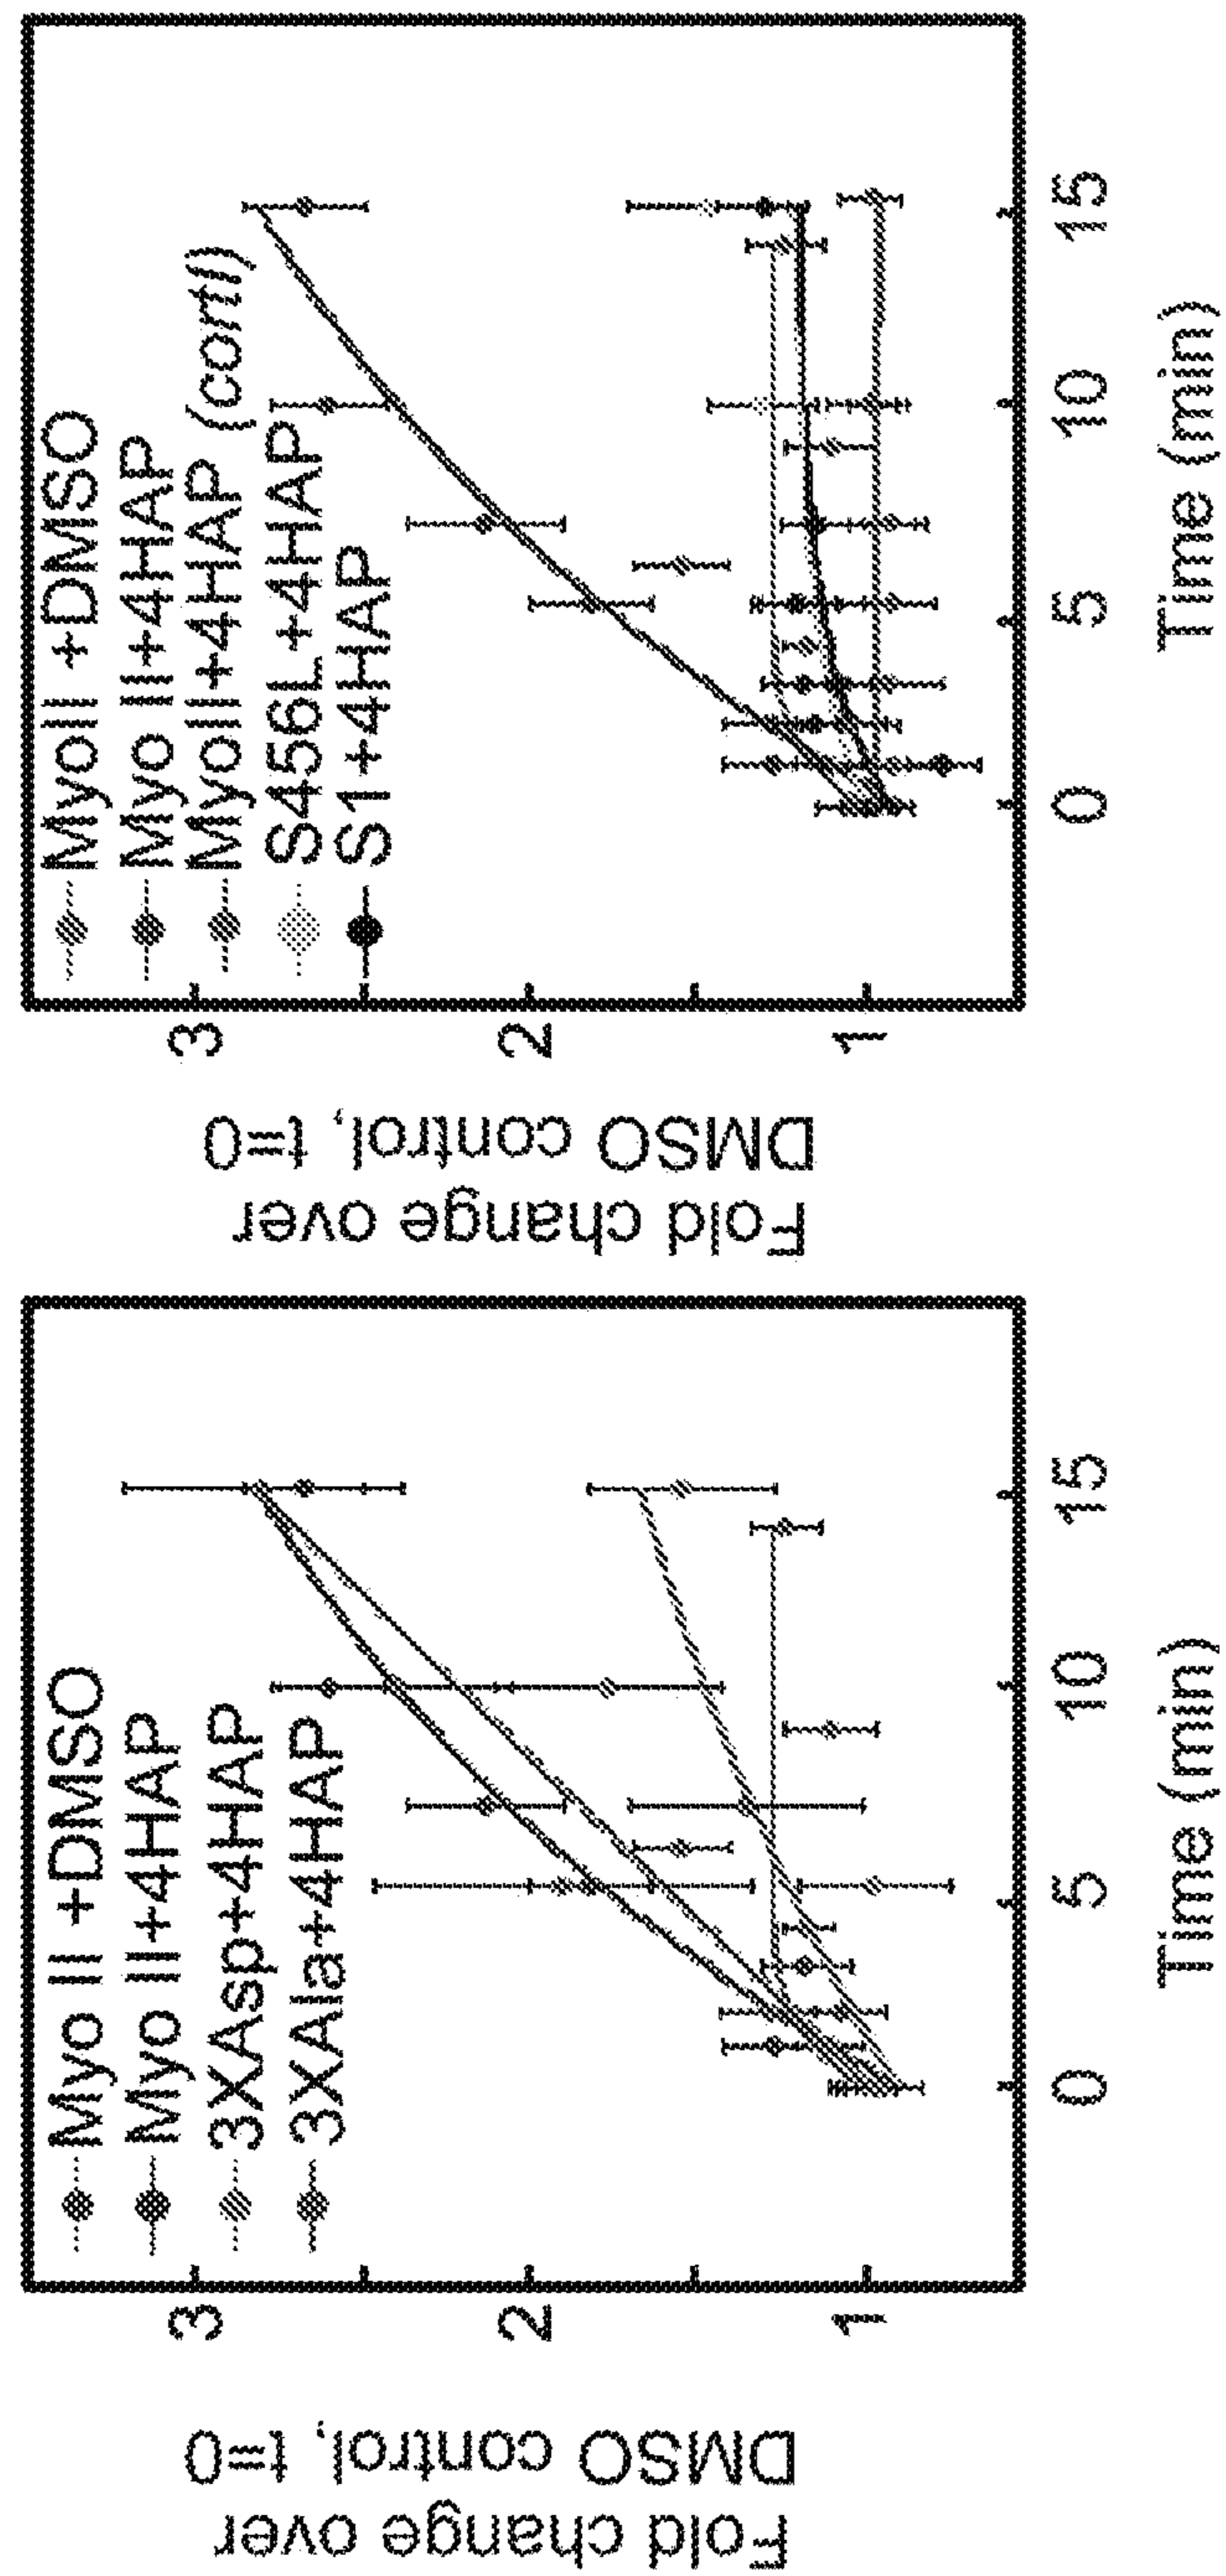 Fold change over
DMSO control, t=0
3
2
1
Myo II +DMSO
Myo II+4HAP
3XAsp+4HAP
3XAla+4HAP
0 5 10 15
Time (min)
Fold change over
DMSO control, t=0
3
2
1
MyoII +DMSO
Myo II+4HAP
MyoII+4HAP (cortI)
S456L+4HAP
S1+4HAP
0 5 10 15
Time (min)